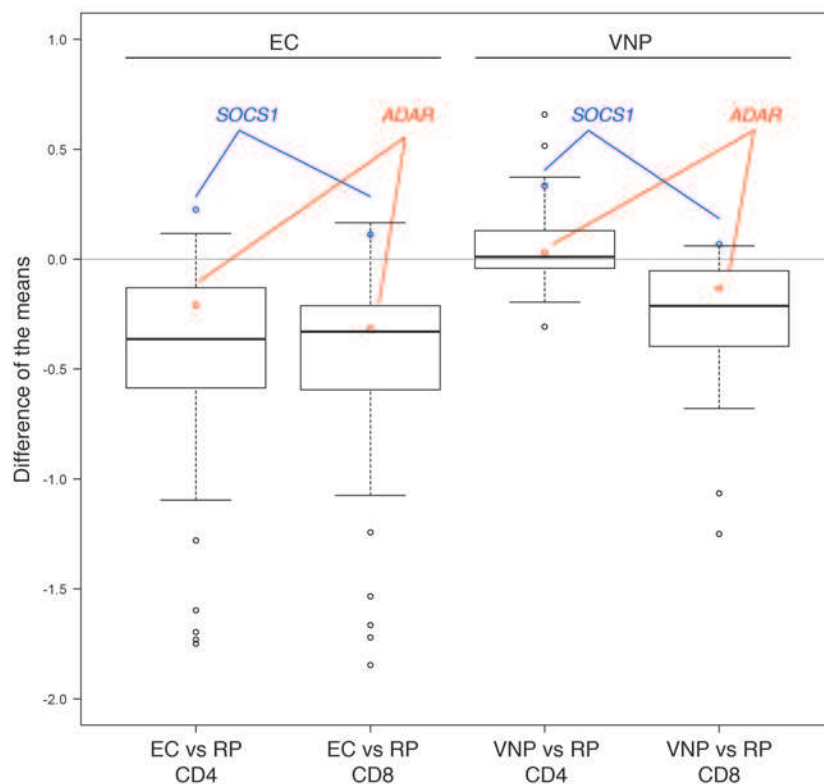 EC VNP
SOCS1 ADAR SOCS1 ADAR
Difference of the means
1.0
0.5
0.0
-0.5
-1.0
-1.5
-2.0
EC vs RP EC vs RP VNP vs RP VNP vs RP
CD4 CD8 CD4 CD8